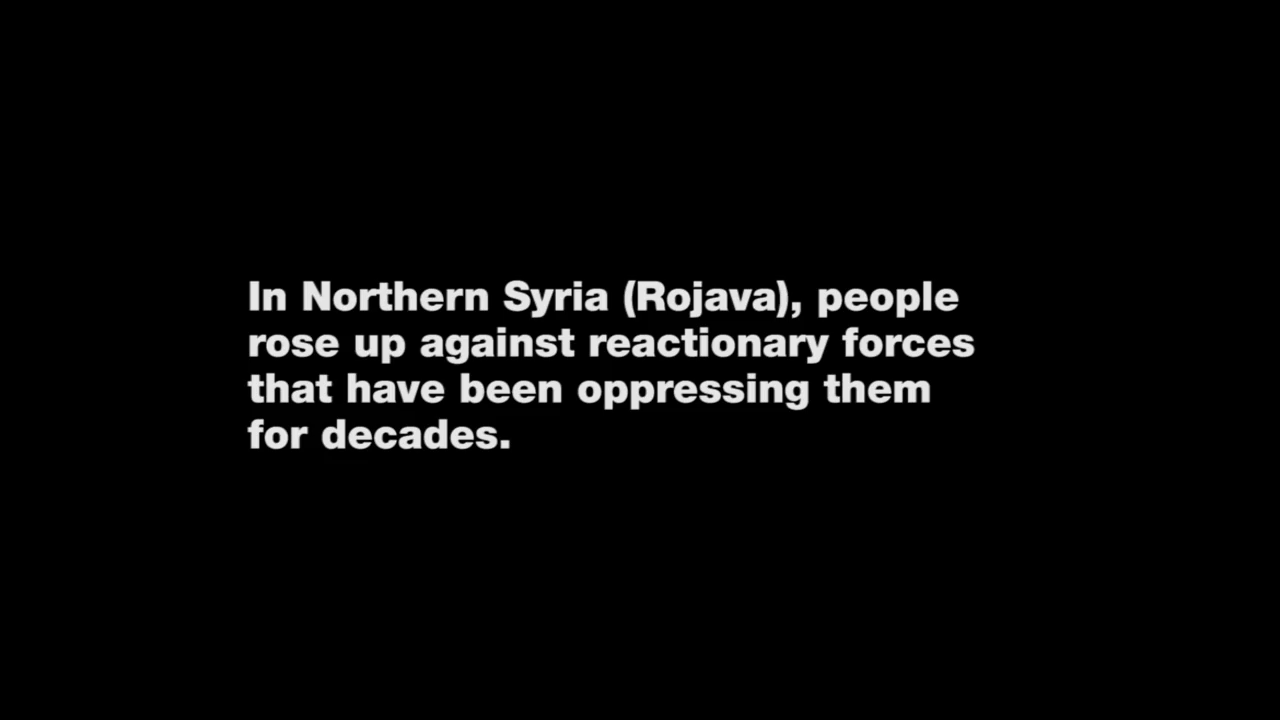 In Northern Syria (Rojava), people
rose up against reactionary forces
that have been oppressing them
for decades.